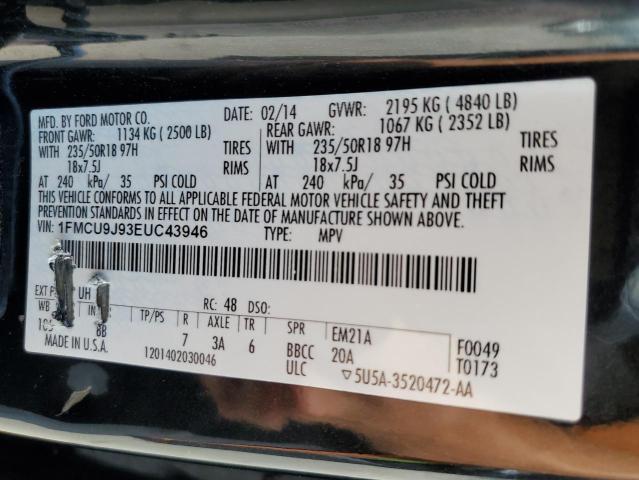 MFD. BY FORD MOTOR CO. DATE: 02/14 GVWR: 2195 KG ( 4840 LB)
FRONT GAWR: 1134 KG ( 2500 LB) REAR GAWR: 1067 KG ( 2352 LB)
WITH 235/50R18 97H TIRES WITH 235/50R18 97H TIRES
18x7.5J RIMS 18x7.5J RIMS
AT 240 kPa/ 35 PSI COLD AT 240 kPa/ 35 PSI COLD
THIS VEHICLE CONFORMS TO ALL APPLICABLE FEDERAL MOTOR VEHICLE SAFETY AND THEFT
PREVENTION STANDARDS IN EFFECT ON THE DATE OF MANUFACTURE SHOWN ABOVE.
VIN: 1FMCU9J93EUC43946 TYPE: MPV
EXT UH RC: 48 DSO:
WB TP/PS R AXLE TR SPR EM21A F0049
7 3A 6 BBCC 20A T0173
MADE IN U.S.A. 1201402030046 ULC ▽5U5A-3520472-AA